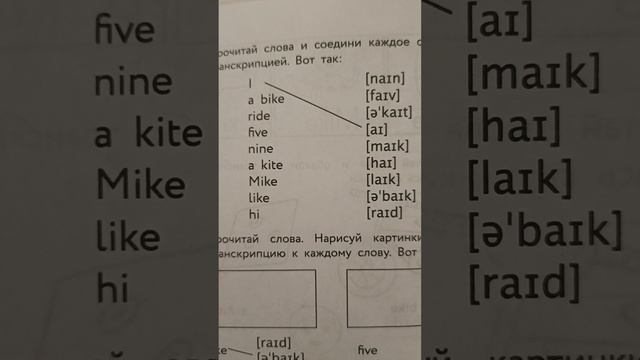 five
nine
a kite
Mike
like
hi
рочитай слова и соедини каждое с
анскрипцией. Вот так:
I [naɪn]
a bike [faɪv]
ride [ə'kaɪt]
five [aɪ]
nine [maɪk]
a kite [haɪ]
Mike [laɪk]
like [ə'baɪk]
hi [raɪd]
рочитай слова. Нарисуй картинки
анскрипцию к каждому слову. Вот
[raɪd]
[ə'baɪk]
five
[aɪ]
[maɪk]
[haɪ]
[laɪk]
[ə'baɪk]
[raɪd]